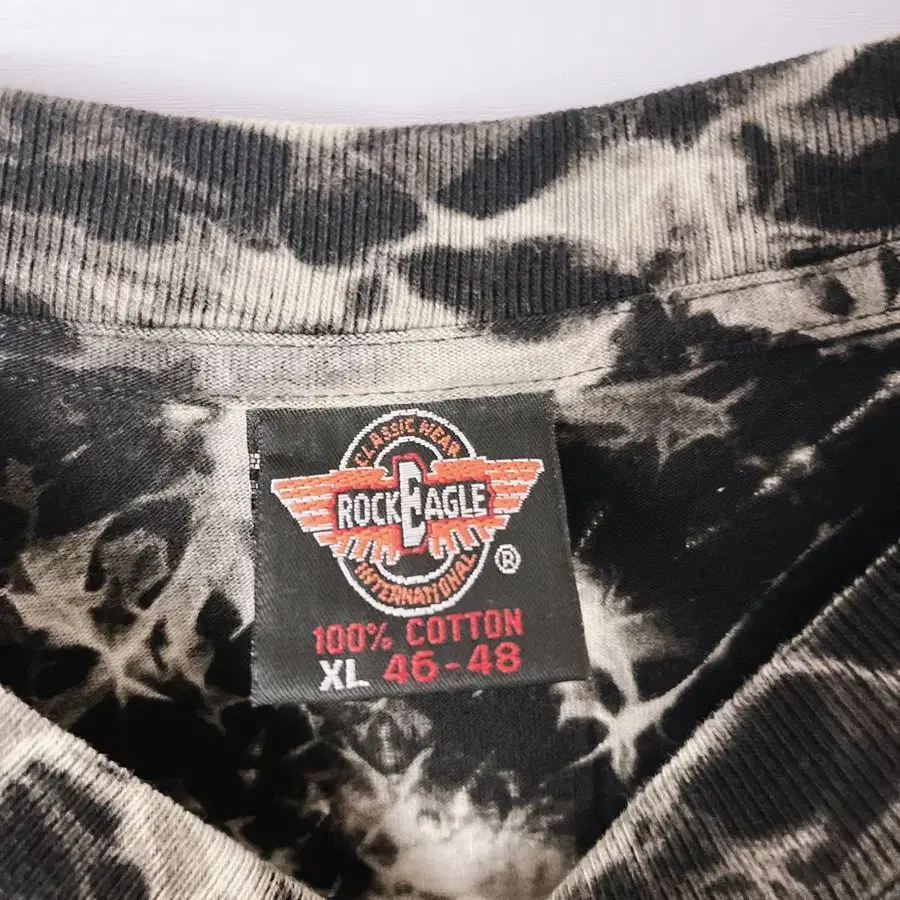 CLASSIC WEAR
ROCK EAGLE
INTERNATIONAL
®
100% COTTON
XL 46-48